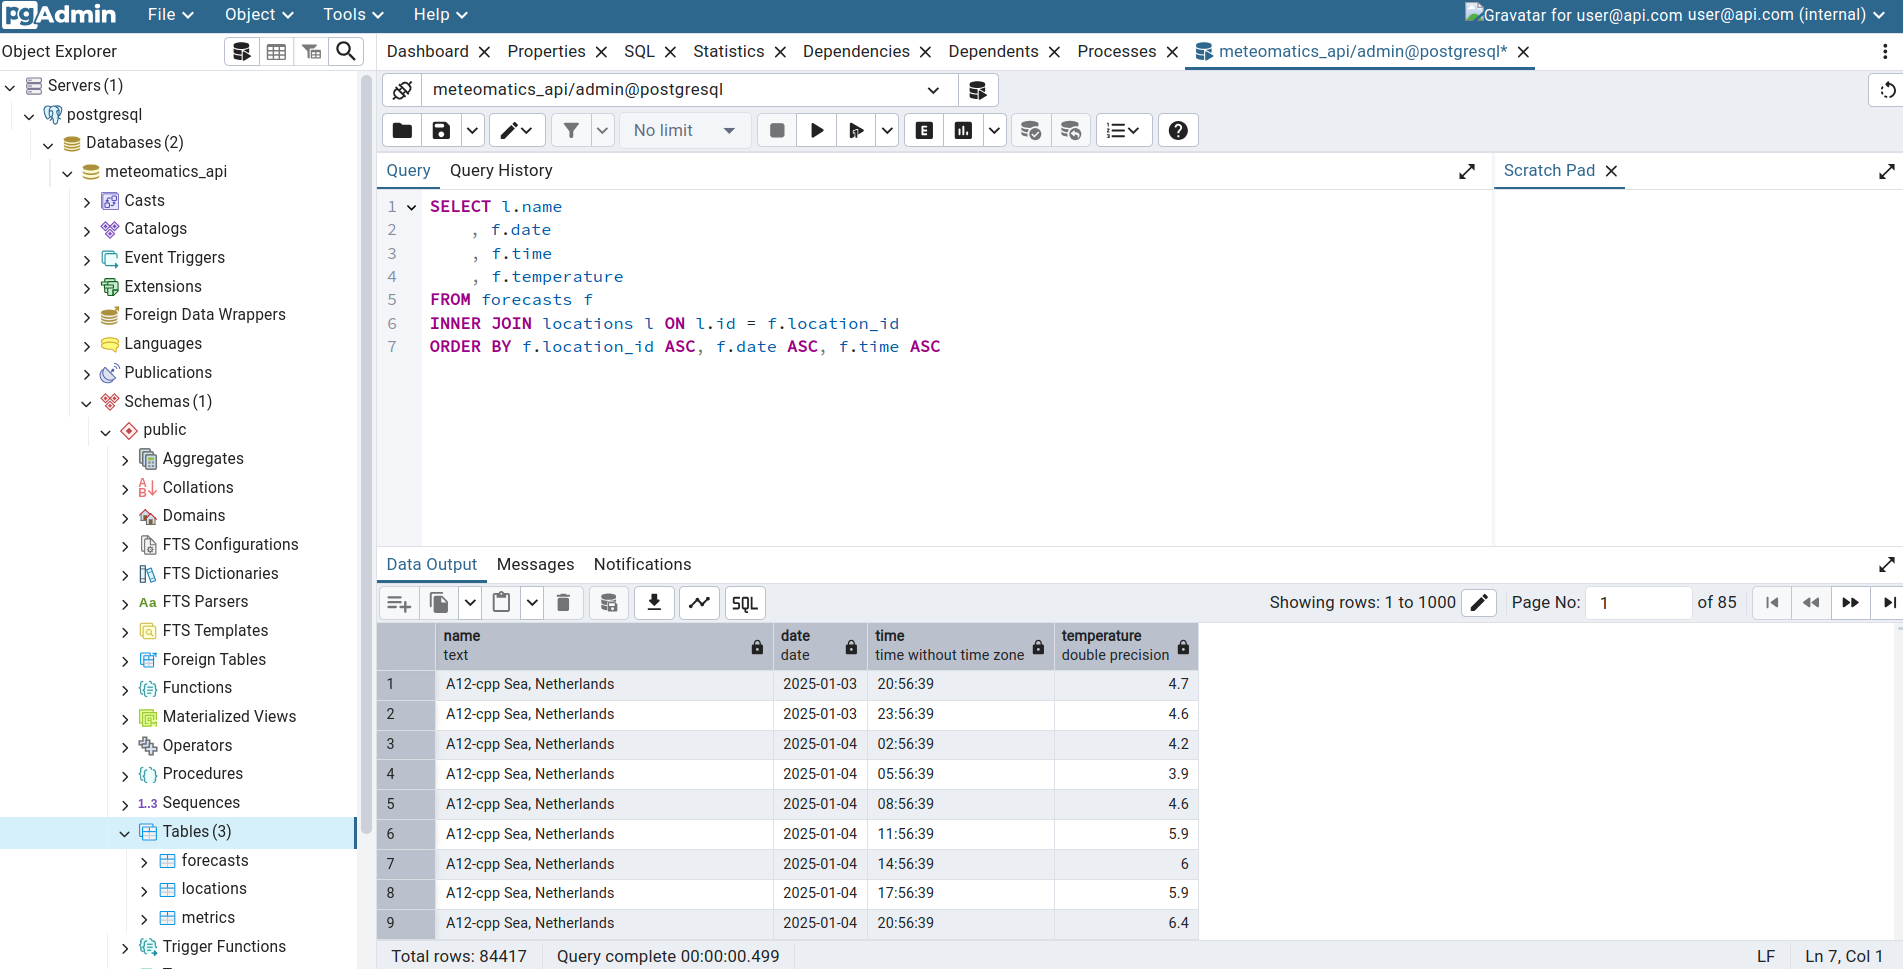 pgAdmin File Object Tools Help Gravatar for user@api.com user@api.com (internal)
Object Explorer
Dashboard Properties SQL Statistics Dependencies Dependents Processes meteomatics_api/admin@postgresql*
Servers (1)
postgresql
Databases (2)
meteomatics_api
Casts
Catalogs
Event Triggers
Extensions
Foreign Data Wrappers
Languages
Publications
Schemas (1)
public
Aggregates
Collations
Domains
FTS Configurations
FTS Dictionaries
Aa FTS Parsers
FTS Templates
Foreign Tables
Functions
Materialized Views
Operators
Procedures
1..3 Sequences
Tables (3)
forecasts
locations
metrics
Trigger Functions
meteomatics_api/admin@postgresql
No limit
E
Query Query History
Scratch Pad
1 SELECT l.name
2 , f.date
3 , f.time
4 , f.temperature
5 FROM forecasts f
6 INNER JOIN locations l ON l.id = f.location_id
7 ORDER BY f.location_id ASC, f.date ASC, f.time ASC
Data Output Messages Notifications
SQL Showing rows: 1 to 1000 Page No: 1 of 85
name date time temperature
text date time without time zone double precision
1 A12-cpp Sea, Netherlands 2025-01-03 20:56:39 4.7
2 A12-cpp Sea, Netherlands 2025-01-03 23:56:39 4.6
3 A12-cpp Sea, Netherlands 2025-01-04 02:56:39 4.2
4 A12-cpp Sea, Netherlands 2025-01-04 05:56:39 3.9
5 A12-cpp Sea, Netherlands 2025-01-04 08:56:39 4.6
6 A12-cpp Sea, Netherlands 2025-01-04 11:56:39 5.9
7 A12-cpp Sea, Netherlands 2025-01-04 14:56:39 6
8 A12-cpp Sea, Netherlands 2025-01-04 17:56:39 5.9
9 A12-cpp Sea, Netherlands 2025-01-04 20:56:39 6.4
Total rows: 84417 Query complete 00:00:00.499 LF Ln 7, Col 1